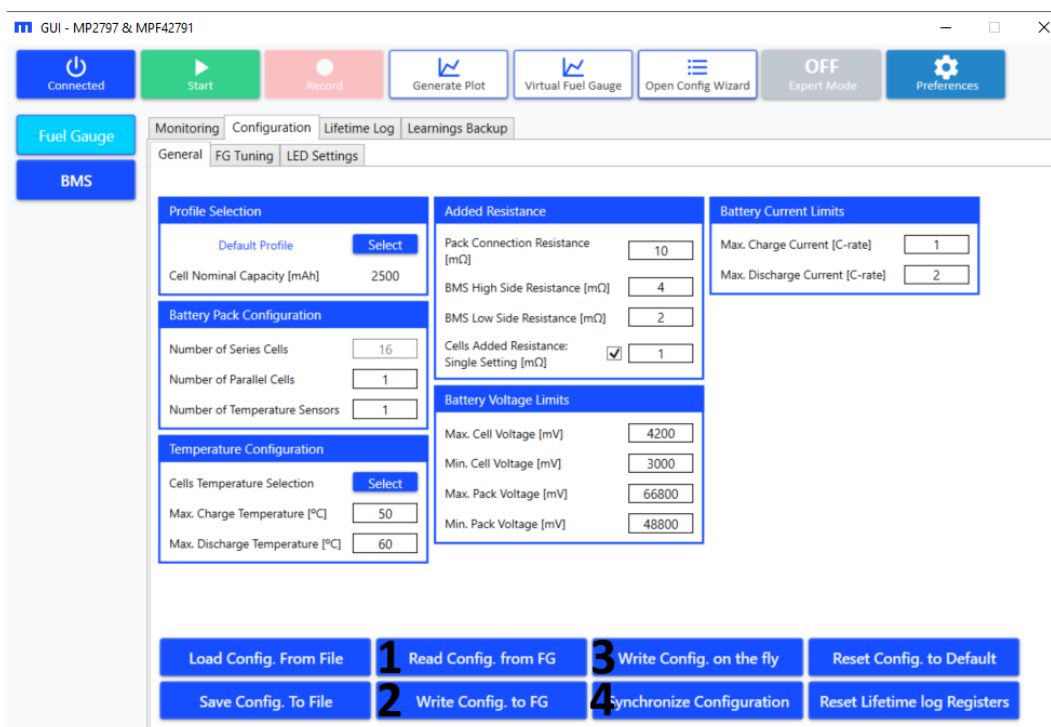 GUI - MP2797 & MPF42791
Connected
Start
Record
Generate Plot
Virtual Fuel Gauge
Open Config Wizard
OFF
Expert Mode
Preferences
Fuel Gauge
BMS
Monitoring Configuration Lifetime Log Learnings Backup
General FG Tuning LED Settings
Profile Selection
Default Profile Select
Cell Nominal Capacity [mAh] 2500
Battery Pack Configuration
Number of Series Cells 16
Number of Parallel Cells 1
Number of Temperature Sensors 1
Temperature Configuration
Cells Temperature Selection Select
Max. Charge Temperature [ºC] 50
Max. Discharge Temperature [ºC] 60
Added Resistance
Pack Connection Resistance
[mΩ] 10
BMS High Side Resistance [mΩ] 4
BMS Low Side Resistance [mΩ] 2
Cells Added Resistance:
Single Setting [mΩ] 1
Battery Voltage Limits
Max. Cell Voltage [mV] 4200
Min. Cell Voltage [mV] 3000
Max. Pack Voltage [mV] 66800
Min. Pack Voltage [mV] 48800
Battery Current Limits
Max. Charge Current [C-rate] 1
Max. Discharge Current [C-rate] 2
Load Config. From File
1 Read Config. from FG
3 Write Config. on the fly
Reset Config. to Default
Save Config. To File
2 Write Config. to FG
4 Synchronize Configuration
Reset Lifetime log Registers